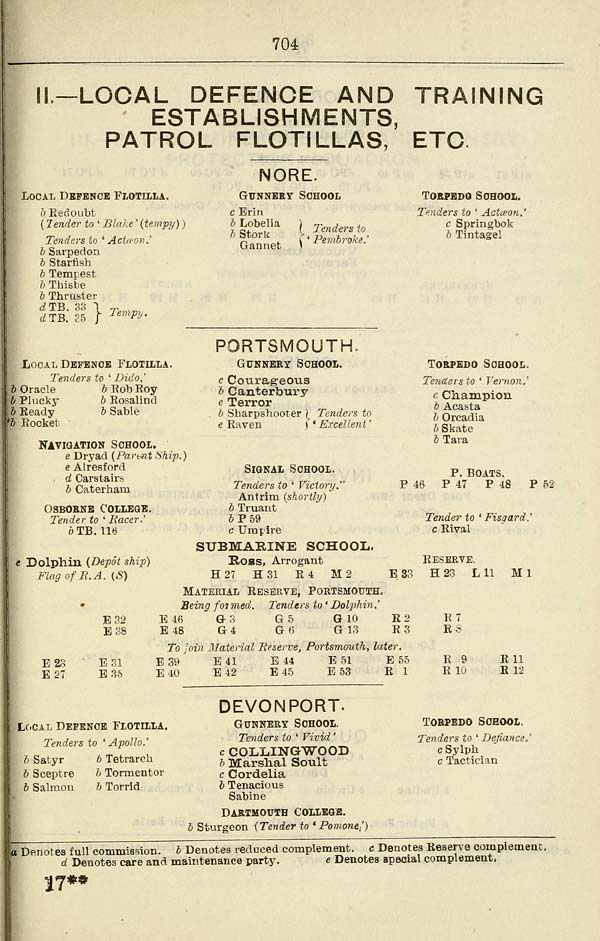 704
II.—LOCAL DEFENCE AND TRAINING
ESTABLISHMENTS,
PATROL FLOTILLAS, ETC.
NORE.
LOCAL DEFENCE FLOTILLA.
b Redoubt
(Tender to 'Blake' (tempy))
Tenders to 'Actæon.'
b Sarpedon
b Starfish
b Tempest
b Thisbe
b Thruster
d TB. 33
d TB. 35
Tempy.
GUNNERY SCHOOL
c Erin
b Lobelia
b Stork
Gannet
Tenders to
'Pembroke.'
TORPEDO SCHOOL.
Tenders to 'Actæon.'
c Springbok
b Tintagel
PORTSMOUTH.
LOCAL DEFENCE FLOTILLA.
Tenders to 'Dido,'
b Oracle b Rob Roy
b Plucky b Rosalind
b Ready b Sable
*b Rocket
NAVIGATION SCHOOL.
e Dryad (Parent Ship.)
e Alresford
d Carstairs
b Caterham
OSBORNE COLLEGE.
Tender to 'Racer.'
b TB. 116
GUNNERY SCHOOL.
c Courageous
b Canterbury
e Terror
b Sharpshooter
e Raven
Tenders to
'Excellent'
SIGNAL SCHOOL.
Tenders to 'Victory."
Antrim (shortly)
b Truant
b P 59
c Umpire
TORPEDO SCHOOL.
Tenders to 'Vernon.'
c Champion
b Acasta
b Orcadia
b Skate
b Tara
P. BOATS.
P 46 P 47 P 48 P 52
Tender to 'Fisgard.'
c Rival
SUBMARINE SCHOOL.
e Dolphin (Depôt ship) Ross, Arrogant RESERVE.
Flag of R.A. (S) H 27 H 31 R 4 M 2 E 33 H 23 L 11 M 1
MATERIAL RESERVE, PORTSMOUTH.
Being formed. Tenders to 'Dolphin.'
E 32 E 46 G 3 G 5 G 10 R 2 R 7
E 38 E 48 G 4 G 6 G 13 R 3 R 8
To join Material Reserve, Portsmouth, later.
E 23 E 31 E 39 E 41 E 44 E 51 E 55 R 9 R 11
E 27 E 35 E 40 E 42 E 45 E 53 R 1 R 10 R 12
DEVONPORT.
LOCAL DEFENCE FLOTILLA.
Tenders to 'Apollo.'
b Satyr b Tetrarch
b Sceptre b Tormentor
b Salmon b Torrid
GUNNERY SCHOOL.
Tenders to 'Vivid'
c COLLINGWOOD
b Marshal Soult
c Cordelia
b Tenacious
Sabine
TORPEDO SCHOOL.
Tenders to 'Defiance.'
c Sylph
c Tactician
DARTMOUTH COLLEGE.
b Sturgeon (Tender to 'Pomone,')
a Denotes full commission. b Denotes reduced complement. c Denotes Reserve complement.
d Denotes care and maintenance party. e Denotes special complement.
17**